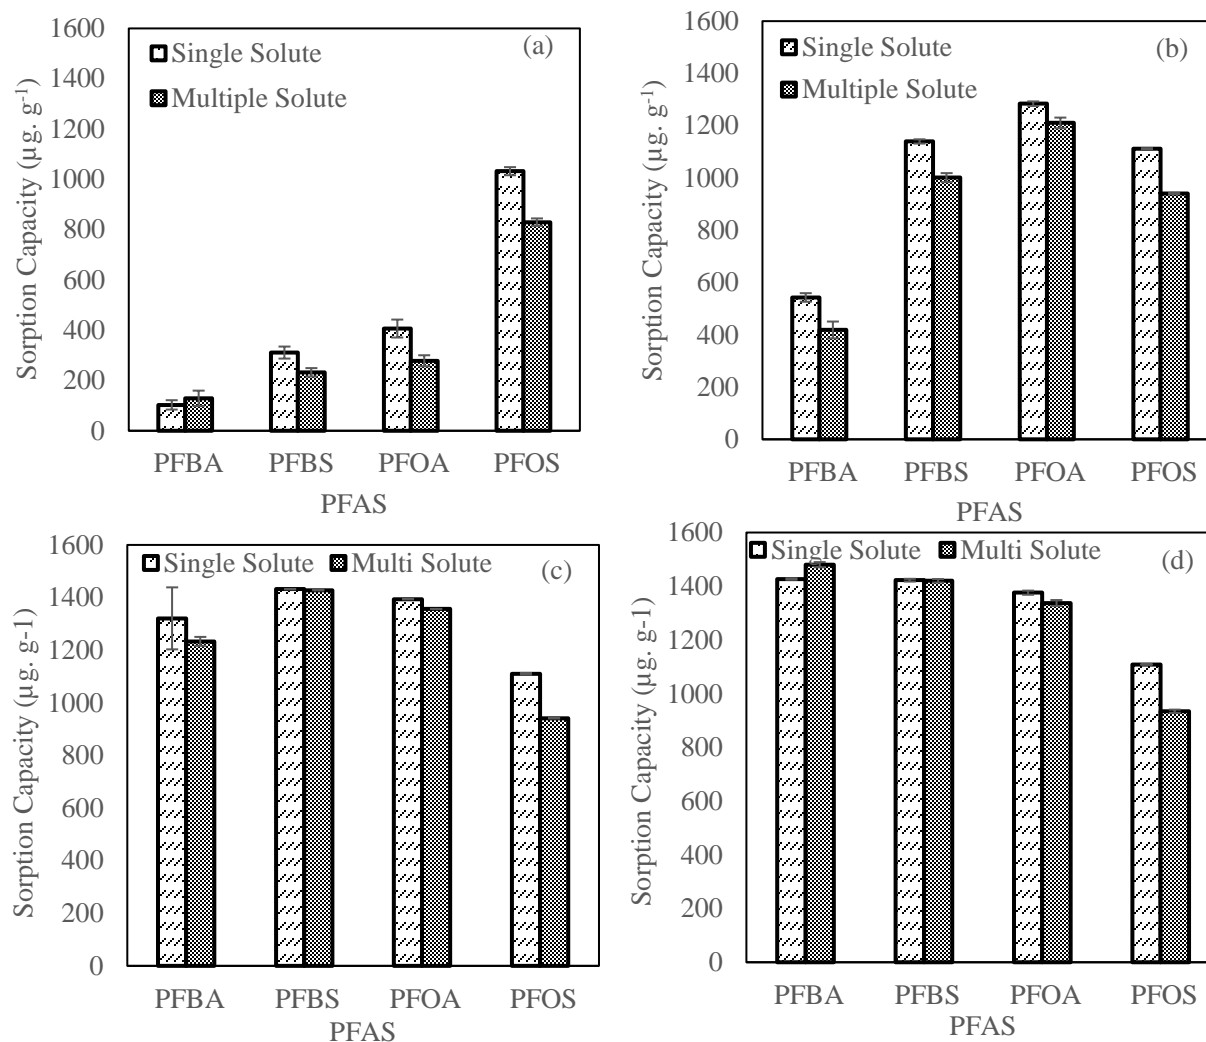 (a)
Single Solute
Multiple Solute
Sorption Capacity (µg. g-1)
1600
1400
1200
1000
800
600
400
200
0
PFBA PFBS PFOA PFOS
PFAS
(b)
Single Solute
Multiple Solute
Sorption Capacity (µg. g-1)
1600
1400
1200
1000
800
600
400
200
0
PFBA PFBS PFOA PFOS
PFAS
Single Solute Multi Solute
(c)
Sorption Capacity (µg. g-1)
1600
1400
1200
1000
800
600
400
200
0
PFBA PFBS PFOA PFOS
PFAS
Single Solute Multi Solute
(d)
Sorption Capacity (µg. g-1)
1600
1400
1200
1000
800
600
400
200
0
PFBA PFBS PFOA PFOS
PFAS